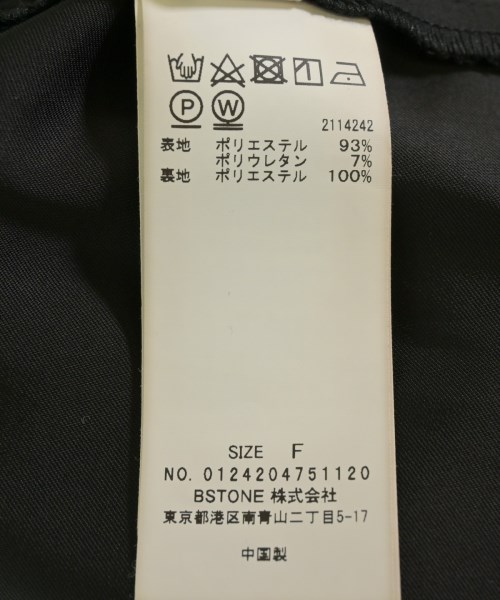 P W
2114242
表地 ポリエステル 93%
ポリウレタン 7%
裏地 ポリエステル 100%
SIZE F
NO. 0124204751120
BSTONE 株式会社
東京都港区南青山二丁目5-17
中国製